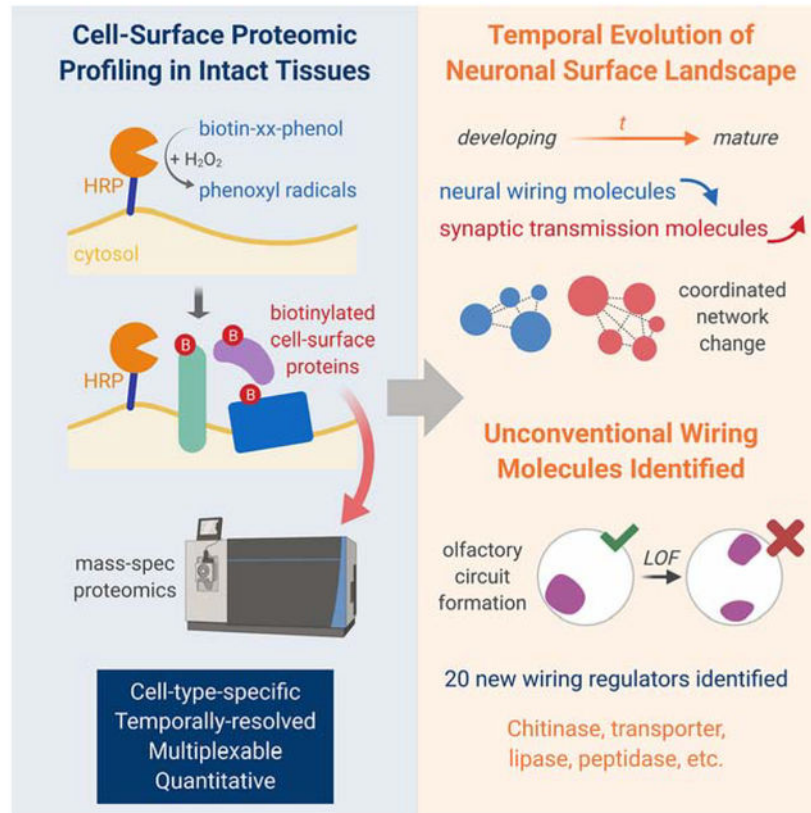 Cell-Surface Proteomic
Profiling in Intact Tissues
biotin-xx-phenol
+ H₂O₂
HRP
phenoxyl radicals
cytosol
biotinylated
cell-surface
proteins
B
B
B
HRP
mass-spec
proteomics
Cell-type-specific
Temporally-resolved
Multiplexable
Quantitative
Temporal Evolution of
Neuronal Surface Landscape
developing t mature
neural wiring molecules
synaptic transmission molecules
coordinated
network
change
Unconventional Wiring
Molecules Identified
olfactory
circuit
formation
LOF
20 new wiring regulators identified
Chitinase, transporter,
lipase, peptidase, etc.